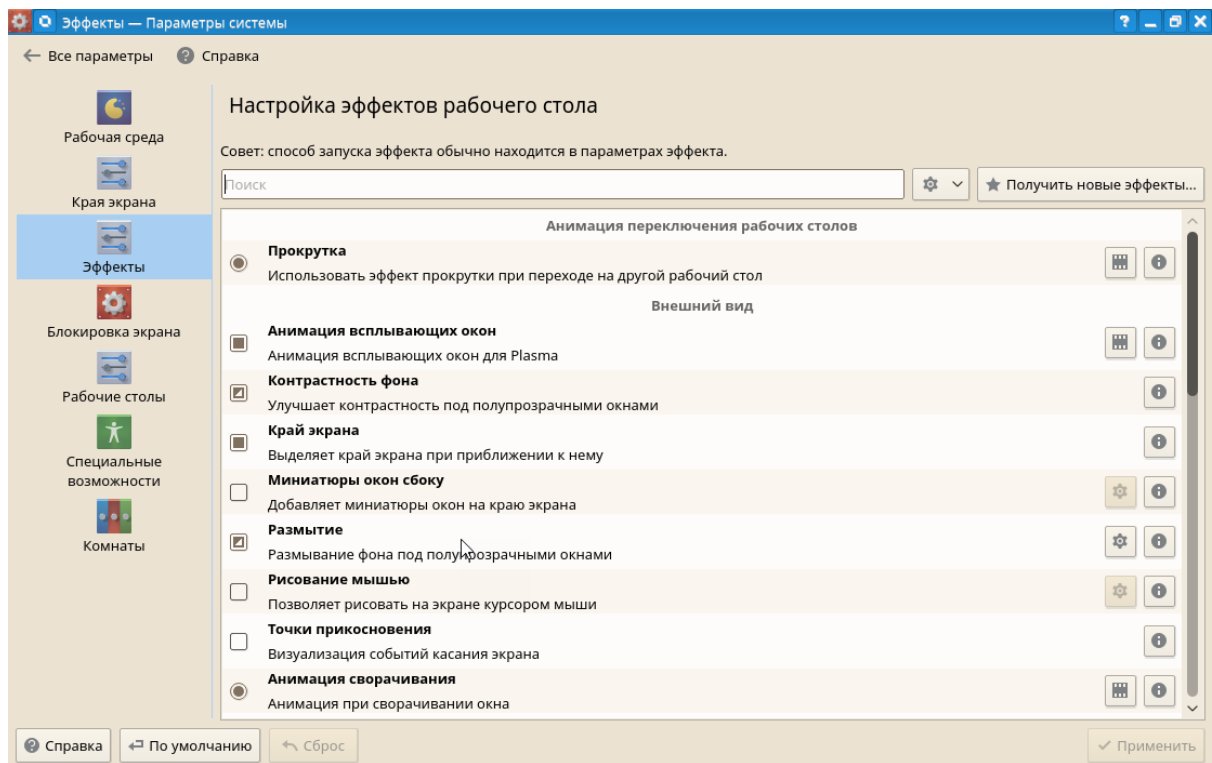 Эффекты — Параметры системы
Все параметры
Справка
Рабочая среда
Края экрана
Эффекты
Блокировка экрана
Рабочие столы
Специальные
возможности
Комнаты
Настройка эффектов рабочего стола
Совет: способ запуска эффекта обычно находится в параметрах эффекта.
Поиск
Получить новые эффекты...
Анимация переключения рабочих столов
Прокрутка
Использовать эффект прокрутки при переходе на другой рабочий стол
Внешний вид
Анимация всплывающих окон
Анимация всплывающих окон для Plasma
Контрастность фона
Улучшает контрастность под полупрозрачными окнами
Край экрана
Выделяет край экрана при приближении к нему
Миниатюры окон сбоку
Добавляет миниатюры окон на краю экрана
Размытие
Размывание фона под полупрозрачными окнами
Рисование мышью
Позволяет рисовать на экране курсором мыши
Точки прикосновения
Визуализация событий касания экрана
Анимация сворачивания
Анимация при сворачивании окна
Справка
По умолчанию
Сброс
Применить